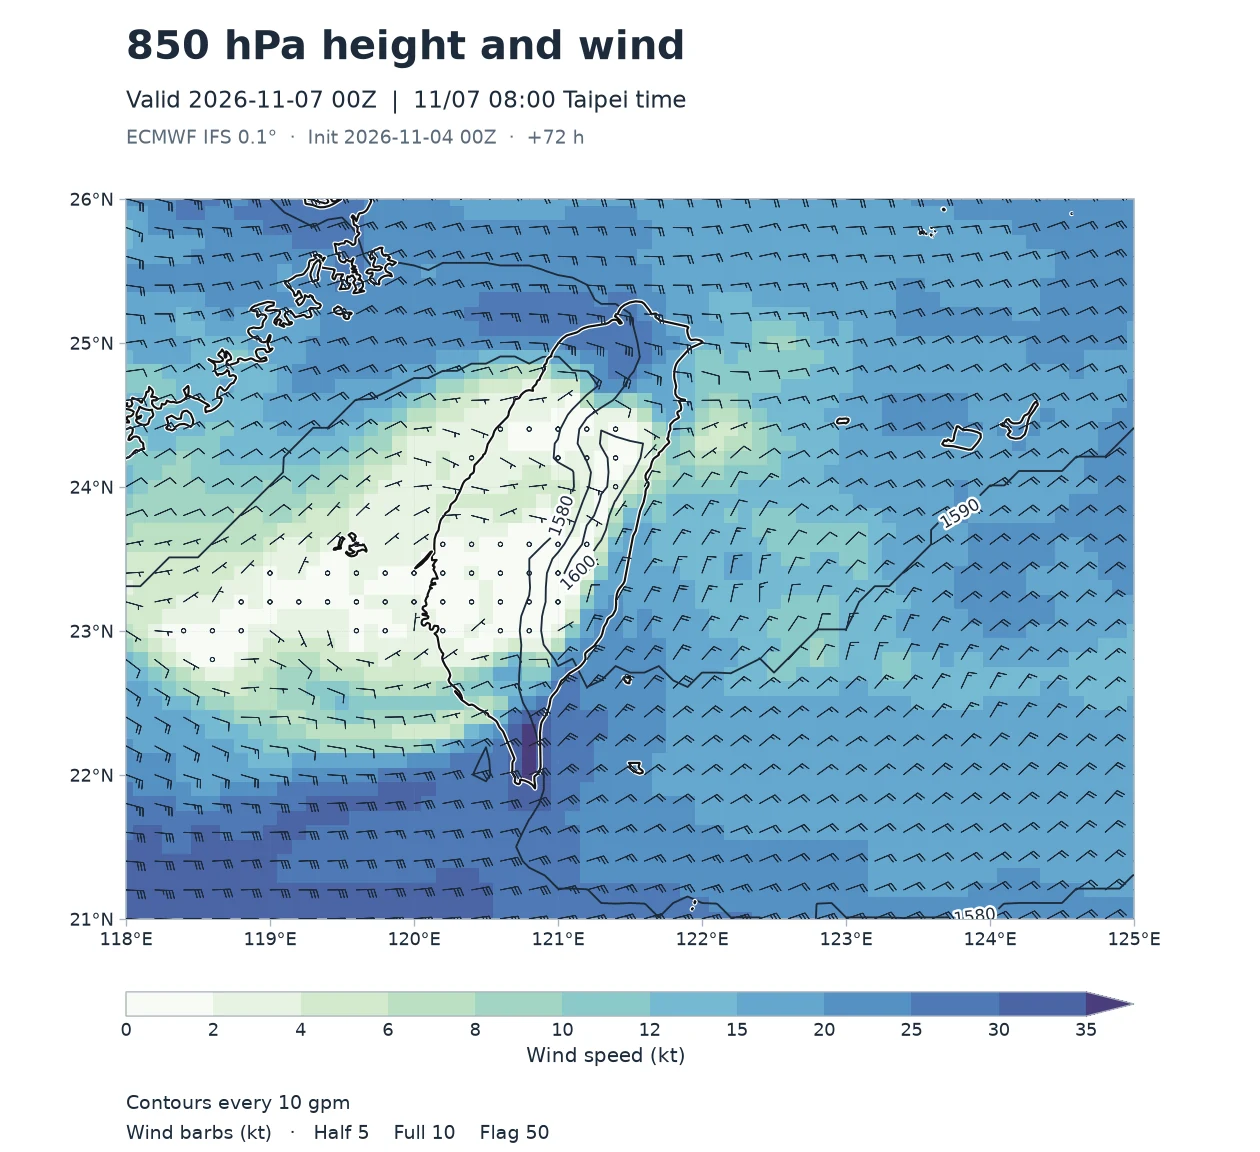 850 hPa height and wind
Valid 2026-11-07 00Z | 11/07 08:00 Taipei time
ECMWF IFS 0.1° · Init 2026-11-04 00Z · +72 h
26°N
25°N
24°N
23°N
22°N
21°N
1580
1600
1590
1580
118°E 119°E 120°E 121°E 122°E 123°E 124°E 125°E
0 2 4 6 8 10 12 15 20 25 30 35
Wind speed (kt)
Contours every 10 gpm
Wind barbs (kt) · Half 5 Full 10 Flag 50